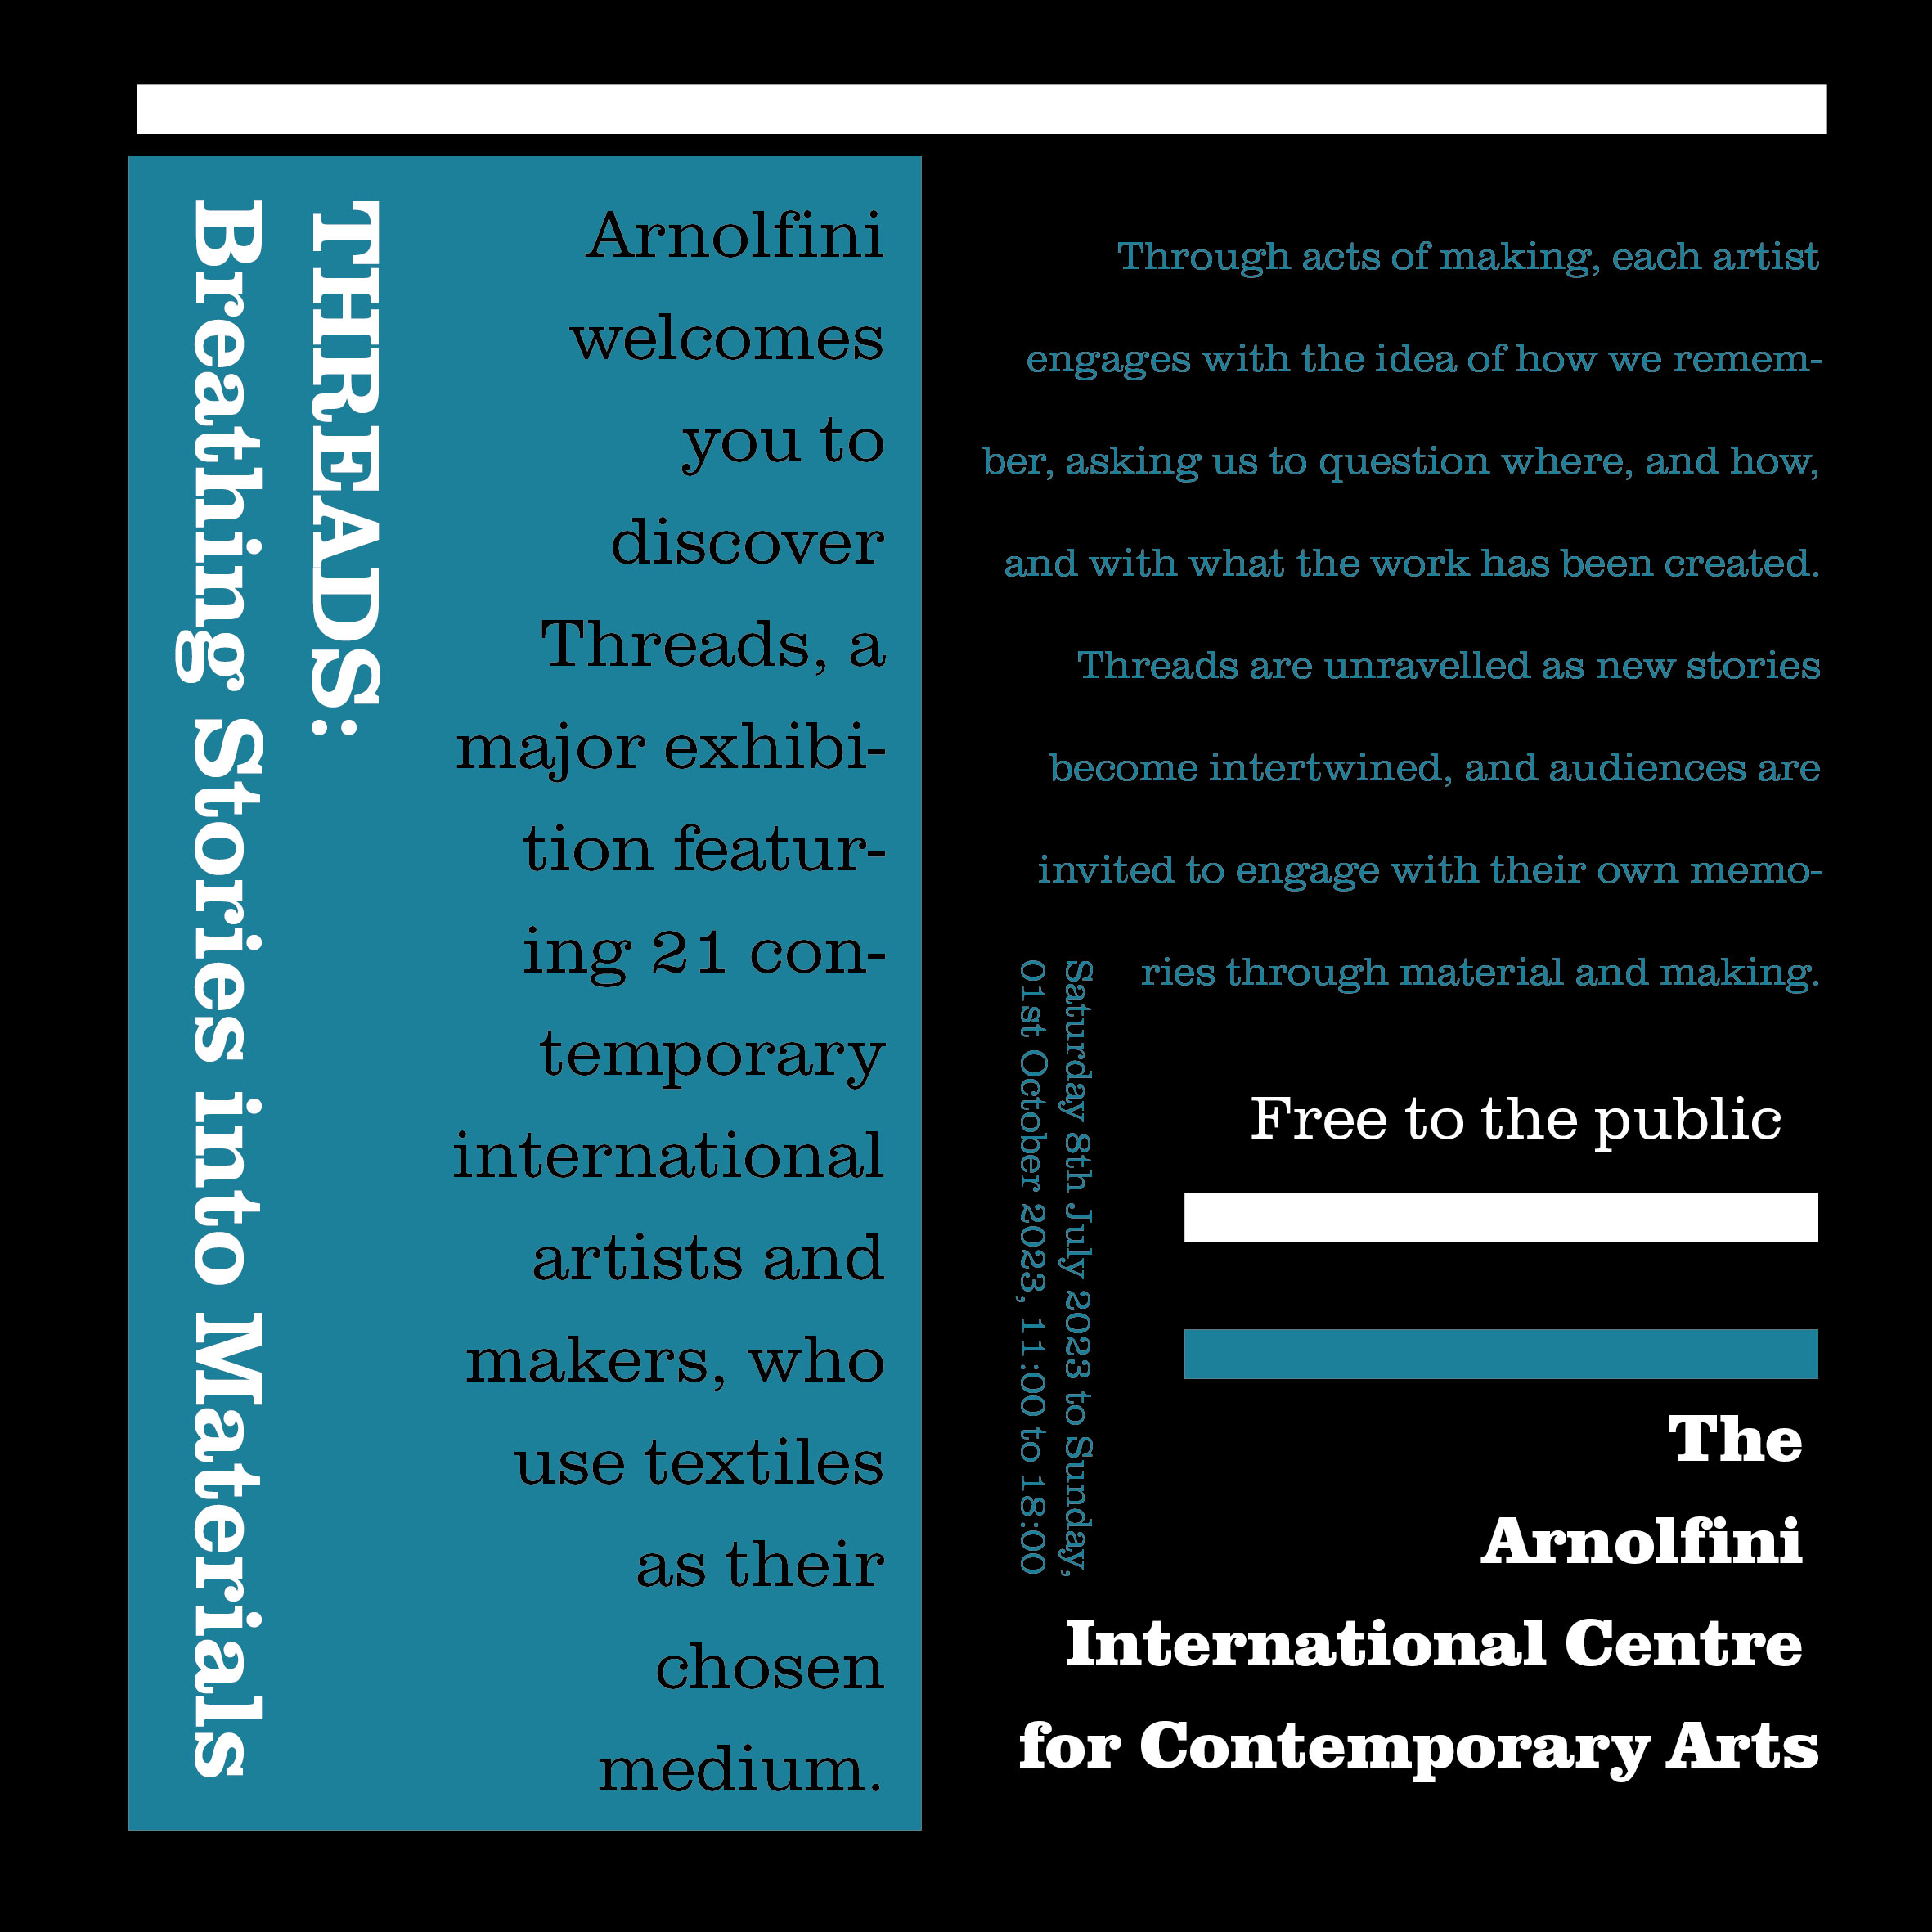 THREADS:
Breathing Stories into Materials
Arnolfini
welcomes
you to
discover
Threads, a
major exhibi-
tion featur-
ing 21 con-
temporary
international
artists and
makers, who
use textiles
as their
chosen
medium.
Through acts of making, each artist
engages with the idea of how we remem-
ber, asking us to question where, and how,
and with what the work has been created.
Threads are unravelled as new stories
become intertwined, and audiences are
invited to engage with their own memo-
ries through material and making.
Saturday 8th July 2023 to Sunday,
01st October 2023, 11:00 to 18:00
Free to the public
The
Arnolfini
International Centre
for Contemporary Arts